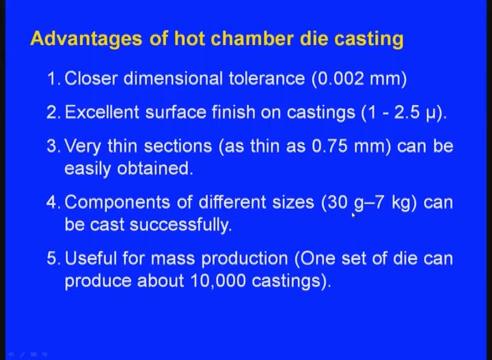 Advantages of hot chamber die casting
1. Closer dimensional tolerance (0.002 mm)
2. Excellent surface finish on castings (1 - 2.5 μ).
3. Very thin sections (as thin as 0.75 mm) can be
easily obtained.
4. Components of different sizes (30 g–7 kg) can
be cast successfully.
5. Useful for mass production (One set of die can
produce about 10,000 castings).